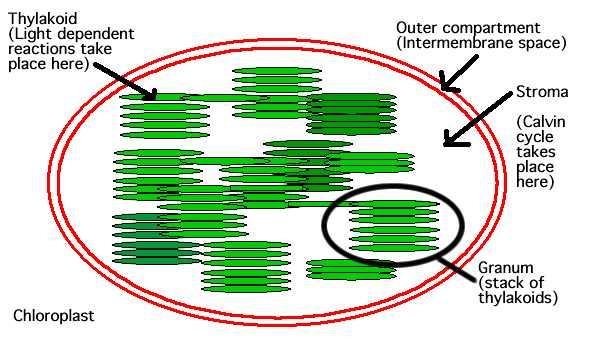 Thylakoid
(Light dependent
reactions take
place here)
Outer compartment
(Intermembrane space)
Stroma
(Calvin
cycle
takes
place
here)
Granum
(stack of
thylakoids)
Chloroplast